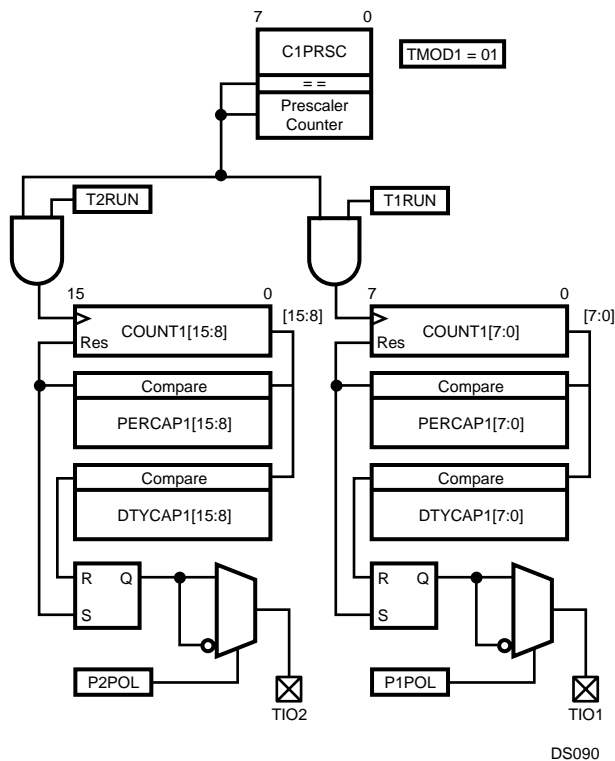 7 0
C1PRSC
TMOD1 = 01
= =
Prescaler
Counter
T2RUN
T1RUN
15 0
[15:8]
7 0
[7:0]
COUNT1[15:8]
Res
COUNT1[7:0]
Res
Compare
PERCAP1[15:8]
Compare
PERCAP1[7:0]
Compare
DTYCAP1[15:8]
Compare
DTYCAP1[7:0]
R Q
S
R Q
S
P2POL
P1POL
TIO2
TIO1
DS090